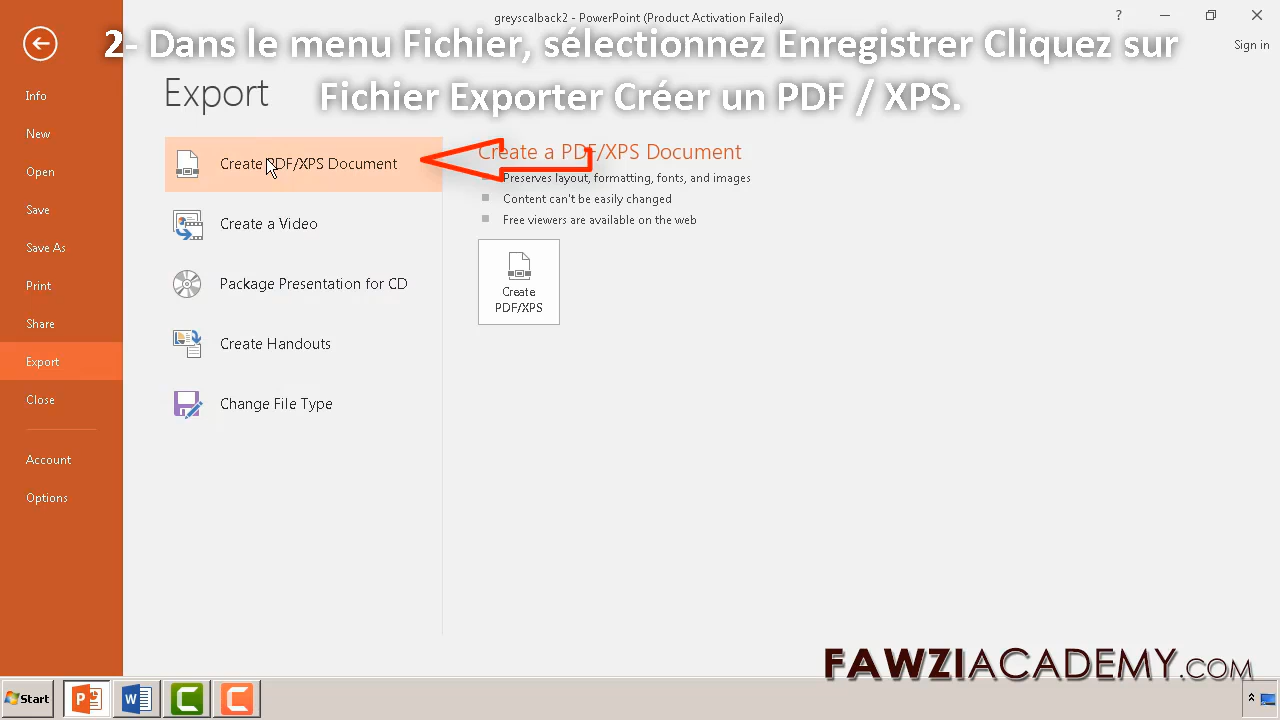 greyscalback2 - PowerPoint (Product Activation Failed)
?
Sign in
2- Dans le menu Fichier, sélectionnez Enregistrer Cliquez sur
Fichier Exporter Créer un PDF / XPS.
Info
New
Open
Save
Save As
Print
Share
Export
Close
Account
Options
Export
Create PDF/XPS Document
Create a Video
Package Presentation for CD
Create Handouts
Change File Type
Create a PDF/XPS Document
Preserves layout, formatting, fonts, and images
Content can't be easily changed
Free viewers are available on the web
Create
PDF/XPS
FAWZIACADEMY.COM
Start